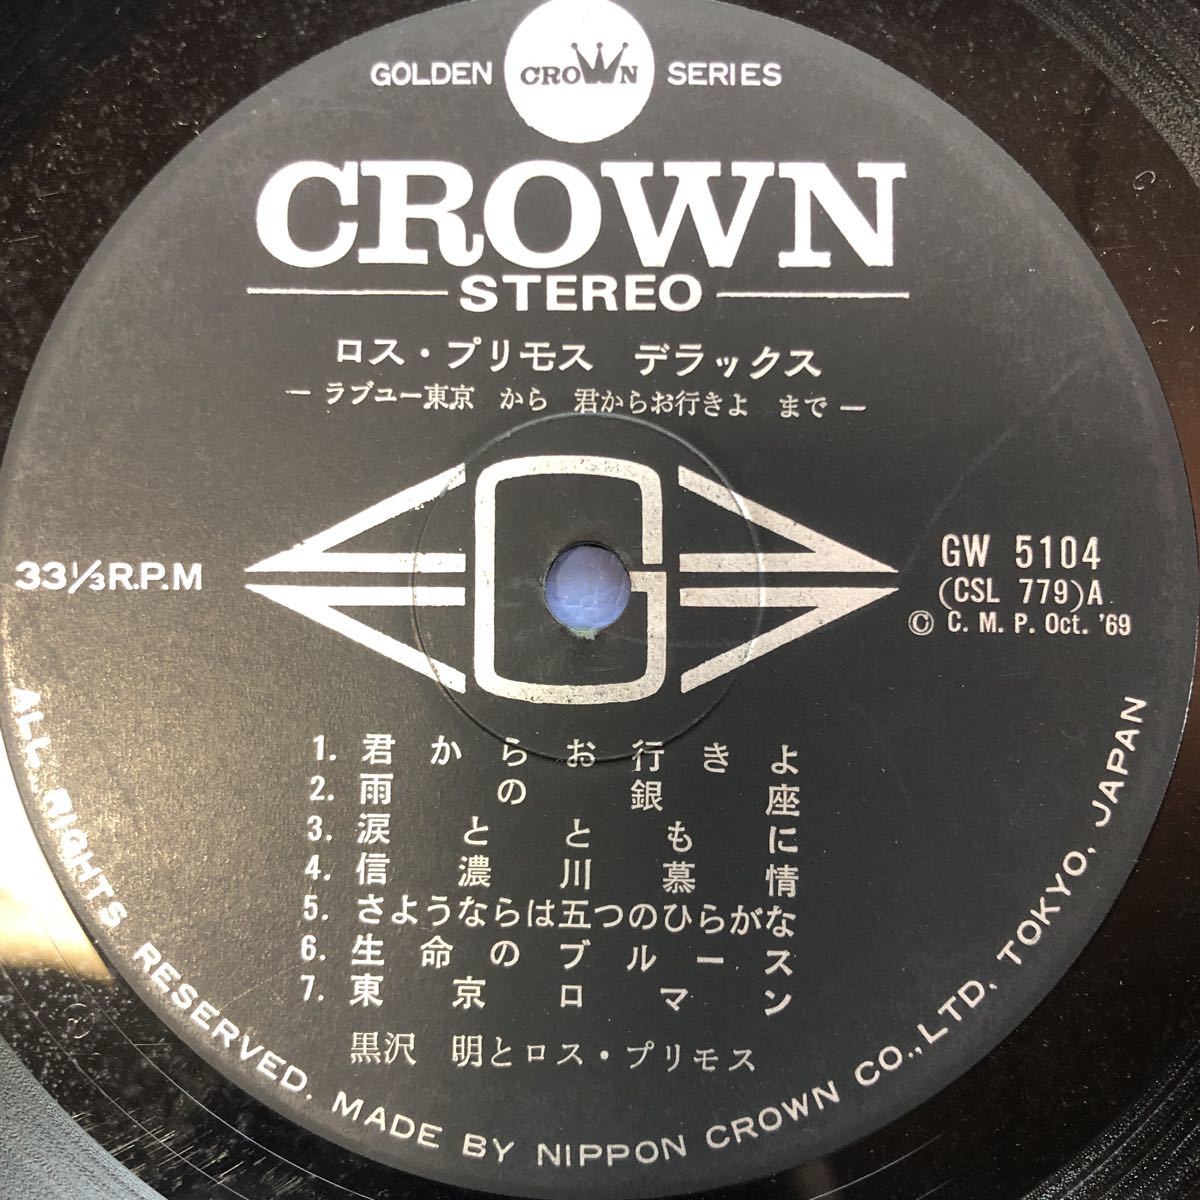 GOLDEN CROWN SERIES
CROWN
STEREO
ロス・プリモス デラックス
― ラブユー東京 から 君からお行きよ まで ―
G
33 1/3 R.P.M
GW 5104
(CSL 779)A
© C. M. P. Oct. '69
1. 君からお行きよ
2. 雨の銀座
3. 涙とともに
4. 信濃川慕情
5. さようならは五つのひらがな
6. 生命のブルース
7. 東京ロマン
黒沢 明とロス・プリモス
ALL RIGHTS RESERVED. MADE BY NIPPON CROWN CO., LTD. TOKYO, JAPAN